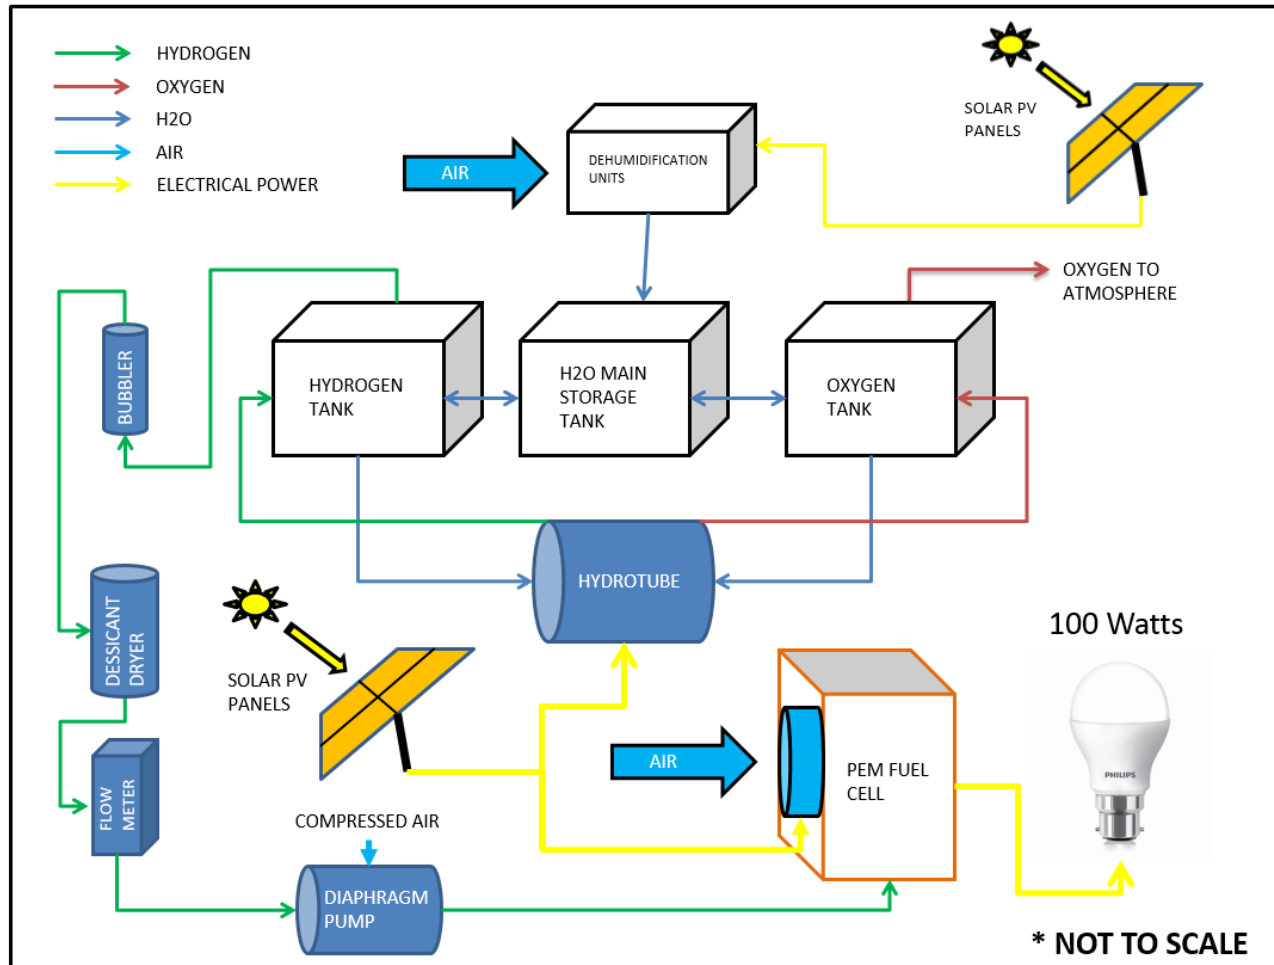 HYDROGEN
OXYGEN
H2O
AIR
ELECTRICAL POWER
SOLAR PV
PANELS
AIR
DEHUMIDIFICATION
UNITS
OXYGEN TO
ATMOSPHERE
BUBBLER
HYDROGEN
TANK
H2O MAIN
STORAGE
TANK
OXYGEN
TANK
HYDROTUBE
DESSICANT
DRYER
SOLAR PV
PANELS
100 Watts
AIR
PEM FUEL
CELL
PHILIPS
FLOW
METER
COMPRESSED AIR
DIAPHRAGM
PUMP
* NOT TO SCALE